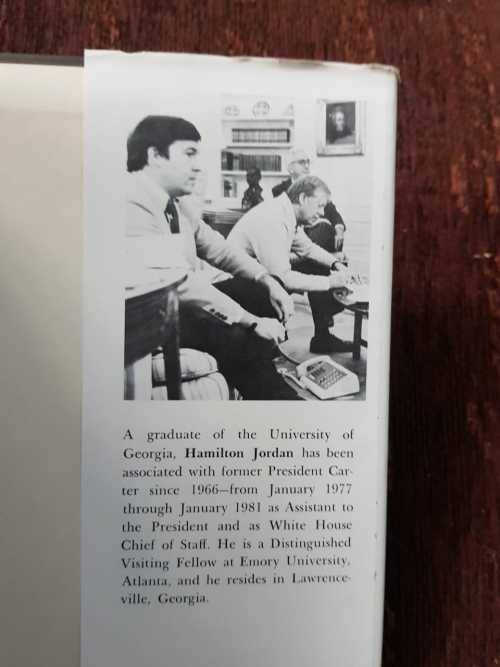 A graduate of the University of
Georgia, Hamilton Jordan has been
associated with former President Car-
ter since 1966—from January 1977
through January 1981 as Assistant to
the President and as White House
Chief of Staff. He is a Distinguished
Visiting Fellow at Emory University,
Atlanta, and he resides in Lawrence-
ville, Georgia.